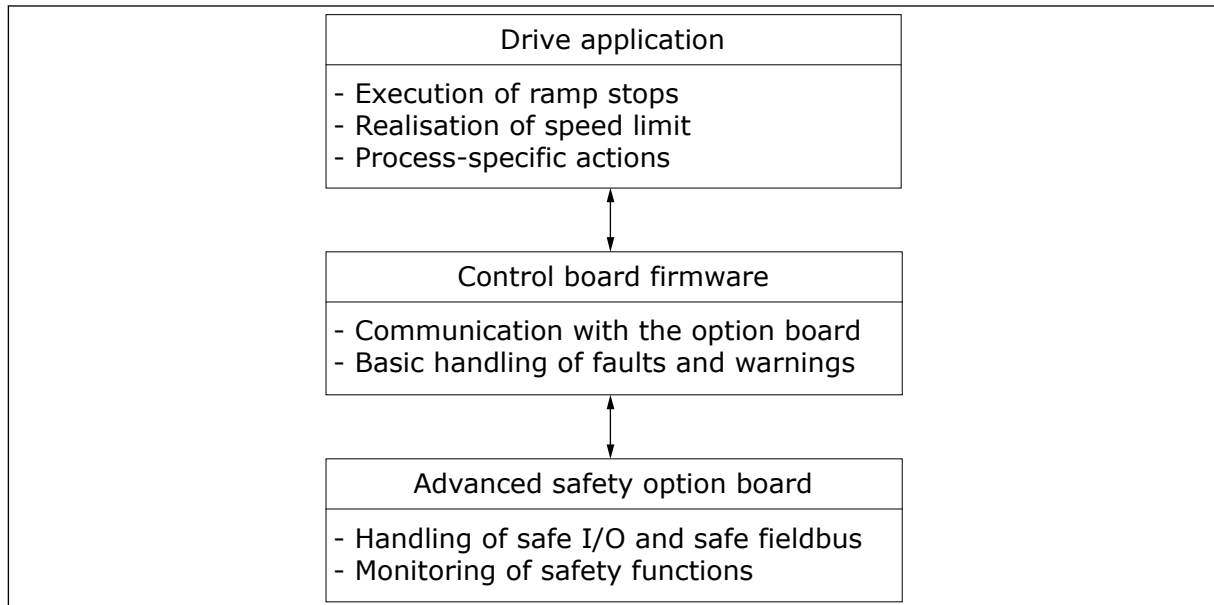 Drive application
- Execution of ramp stops
- Realisation of speed limit
- Process-specific actions
Control board firmware
- Communication with the option board
- Basic handling of faults and warnings
Advanced safety option board
- Handling of safe I/O and safe fieldbus
- Monitoring of safety functions